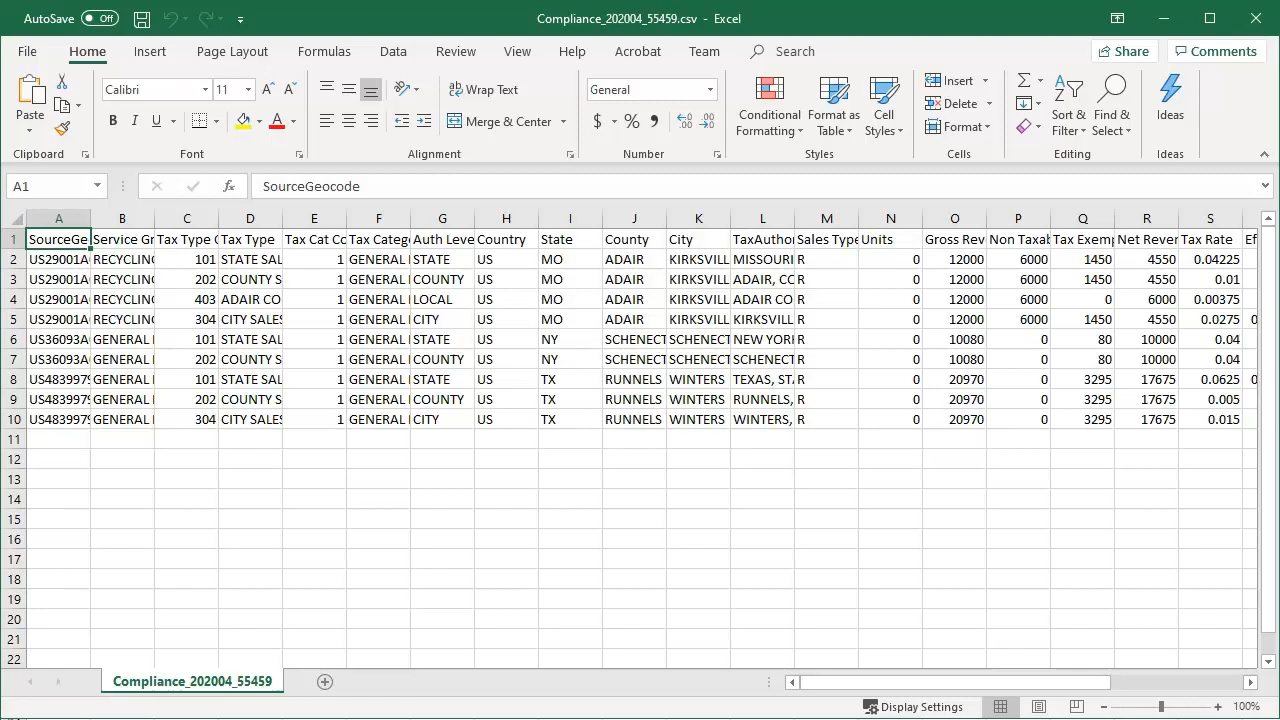 AutoSave Off Compliance_202004_55459.csv - Excel
File Home Insert Page Layout Formulas Data Review View Help Acrobat Team Search Share Comments
Paste
Clipboard
Calibri 11
B I U A
Font
ab Wrap Text
Merge & Center
Alignment
General
$ % 9
Number
Conditional Formatting
Format as Table
Cell Styles
Styles
Insert
Delete
Format
Cells
Sort & Filter
Find & Select
Editing
Ideas
Ideas
A1 fx SourceGeocode
A B C D E F G H I J K L M N O P Q R S
1 SourceGe Service Gr Tax Type C Tax Type Tax Cat Co Tax Categ Auth Leve Country State County City TaxAuthor Sales Type Units Gross Rev Non Taxab Tax Exemp Net Rever Tax Rate Ef
2 US29001A RECYCLING 101 STATE SAL 1 GENERAL STATE US MO ADAIR KIRKSVILL MISSOURI R 0 12000 6000 1450 4550 0.04225
3 US29001A RECYCLING 202 COUNTY S 1 GENERAL COUNTY US MO ADAIR KIRKSVILL ADAIR, CO R 0 12000 6000 1450 4550 0.01
4 US29001A RECYCLING 403 ADAIR CO 1 GENERAL LOCAL US MO ADAIR KIRKSVILL ADAIR CO R 0 12000 6000 0 6000 0.00375
5 US29001A RECYCLING 304 CITY SALES 1 GENERAL CITY US MO ADAIR KIRKSVILL KIRKSVILL R 0 12000 6000 1450 4550 0.0275 0
6 US36093A GENERAL 101 STATE SAL 1 GENERAL STATE US NY SCHENECT SCHENECT NEW YORK R 0 10080 0 80 10000 0.04
7 US36093A GENERAL 202 COUNTY S 1 GENERAL COUNTY US NY SCHENECT SCHENECT SCHENECT R 0 10080 0 80 10000 0.04
8 US4839979 GENERAL 101 STATE SAL 1 GENERAL STATE US TX RUNNELS WINTERS TEXAS, STA R 0 20970 0 3295 17675 0.0625 0
9 US4839979 GENERAL 202 COUNTY S 1 GENERAL COUNTY US TX RUNNELS WINTERS RUNNELS, R 0 20970 0 3295 17675 0.005
10 US4839979 GENERAL 304 CITY SALES 1 GENERAL CITY US TX RUNNELS WINTERS WINTERS, R 0 20970 0 3295 17675 0.015
11
12
13
14
15
16
17
18
19
20
21
22
Compliance_202004_55459
Display Settings 100%